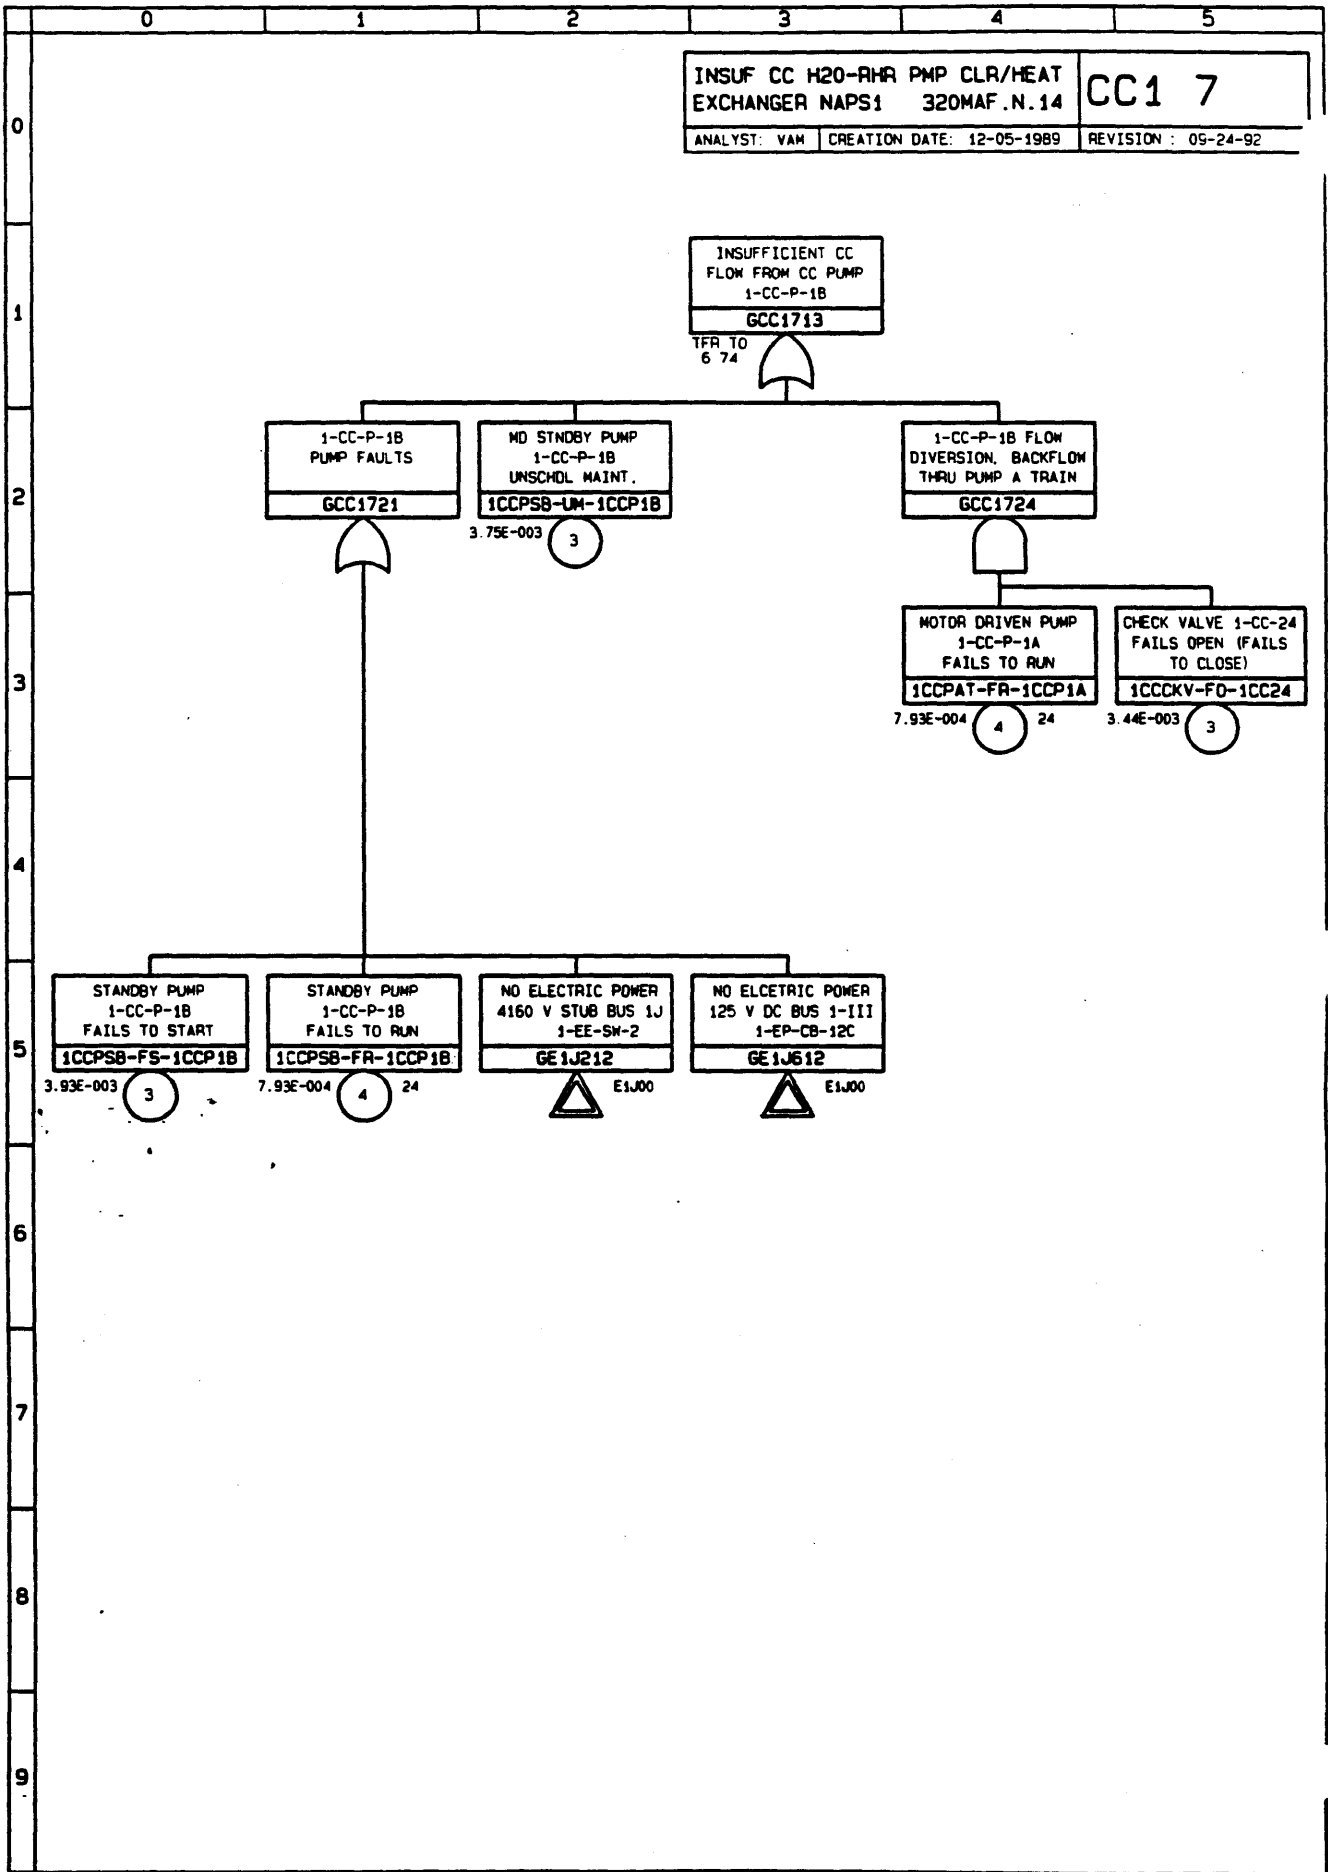 0 1 2 3 4 5
INSUF CC H20-RHR PMP CLR/HEAT
EXCHANGER NAPS1 320MAF.N.14
CC1 7
ANALYST: VAM CREATION DATE: 12-05-1989 REVISION : 09-24-92
0
1
2
3
4
5
6
7
8
9
INSUFFICIENT CC
FLOW FROM CC PUMP
1-CC-P-1B
GCC1713
TFR TO
6 74
1-CC-P-1B
PUMP FAULTS
GCC1721
MD STNDBY PUMP
1-CC-P-1B
UNSCHDL MAINT.
1CCPSB-UM-1CCP1B
3.75E-003
3
1-CC-P-1B FLOW
DIVERSION, BACKFLOW
THRU PUMP A TRAIN
GCC1724
MOTOR DRIVEN PUMP
1-CC-P-1A
FAILS TO RUN
1CCPAT-FR-1CCP1A
7.93E-004
4
24
CHECK VALVE 1-CC-24
FAILS OPEN (FAILS
TO CLOSE)
1CCCKV-FO-1CC24
3.44E-003
3
STANDBY PUMP
1-CC-P-1B
FAILS TO START
1CCPSB-FS-1CCP1B
3.93E-003
3
STANDBY PUMP
1-CC-P-1B
FAILS TO RUN
1CCPSB-FR-1CCP1B
7.93E-004
4
24
NO ELECTRIC POWER
4160 V STUB BUS 1J
1-EE-SW-2
GE1J212
E1J00
NO ELCETRIC POWER
125 V DC BUS 1-III
1-EP-CB-12C
GE1J612
E1J00